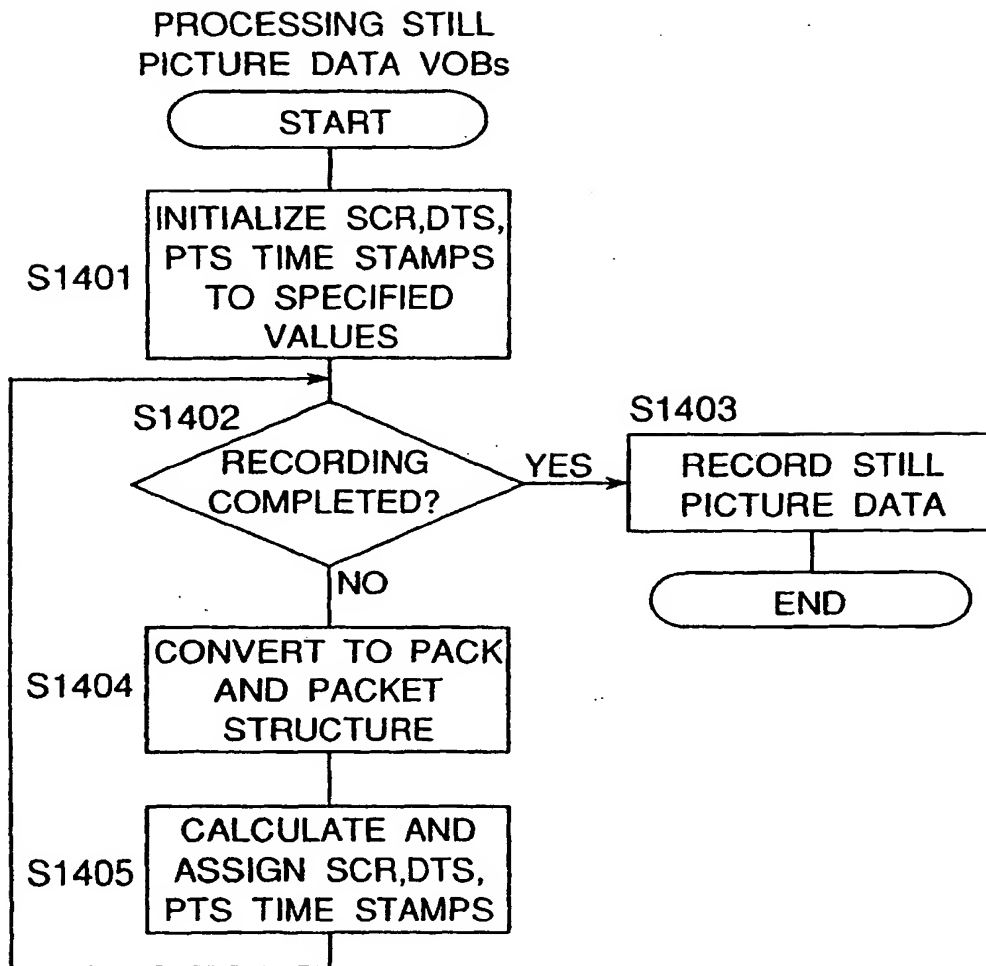 PROCESSING STILL
PICTURE DATA VOBs
START
S1401
INITIALIZE SCR,DTS,
PTS TIME STAMPS
TO SPECIFIED
VALUES
S1402
RECORDING
COMPLETED?
YES
NO
S1403
RECORD STILL
PICTURE DATA
END
S1404
CONVERT TO PACK
AND PACKET
STRUCTURE
S1405
CALCULATE AND
ASSIGN SCR,DTS,
PTS TIME STAMPS